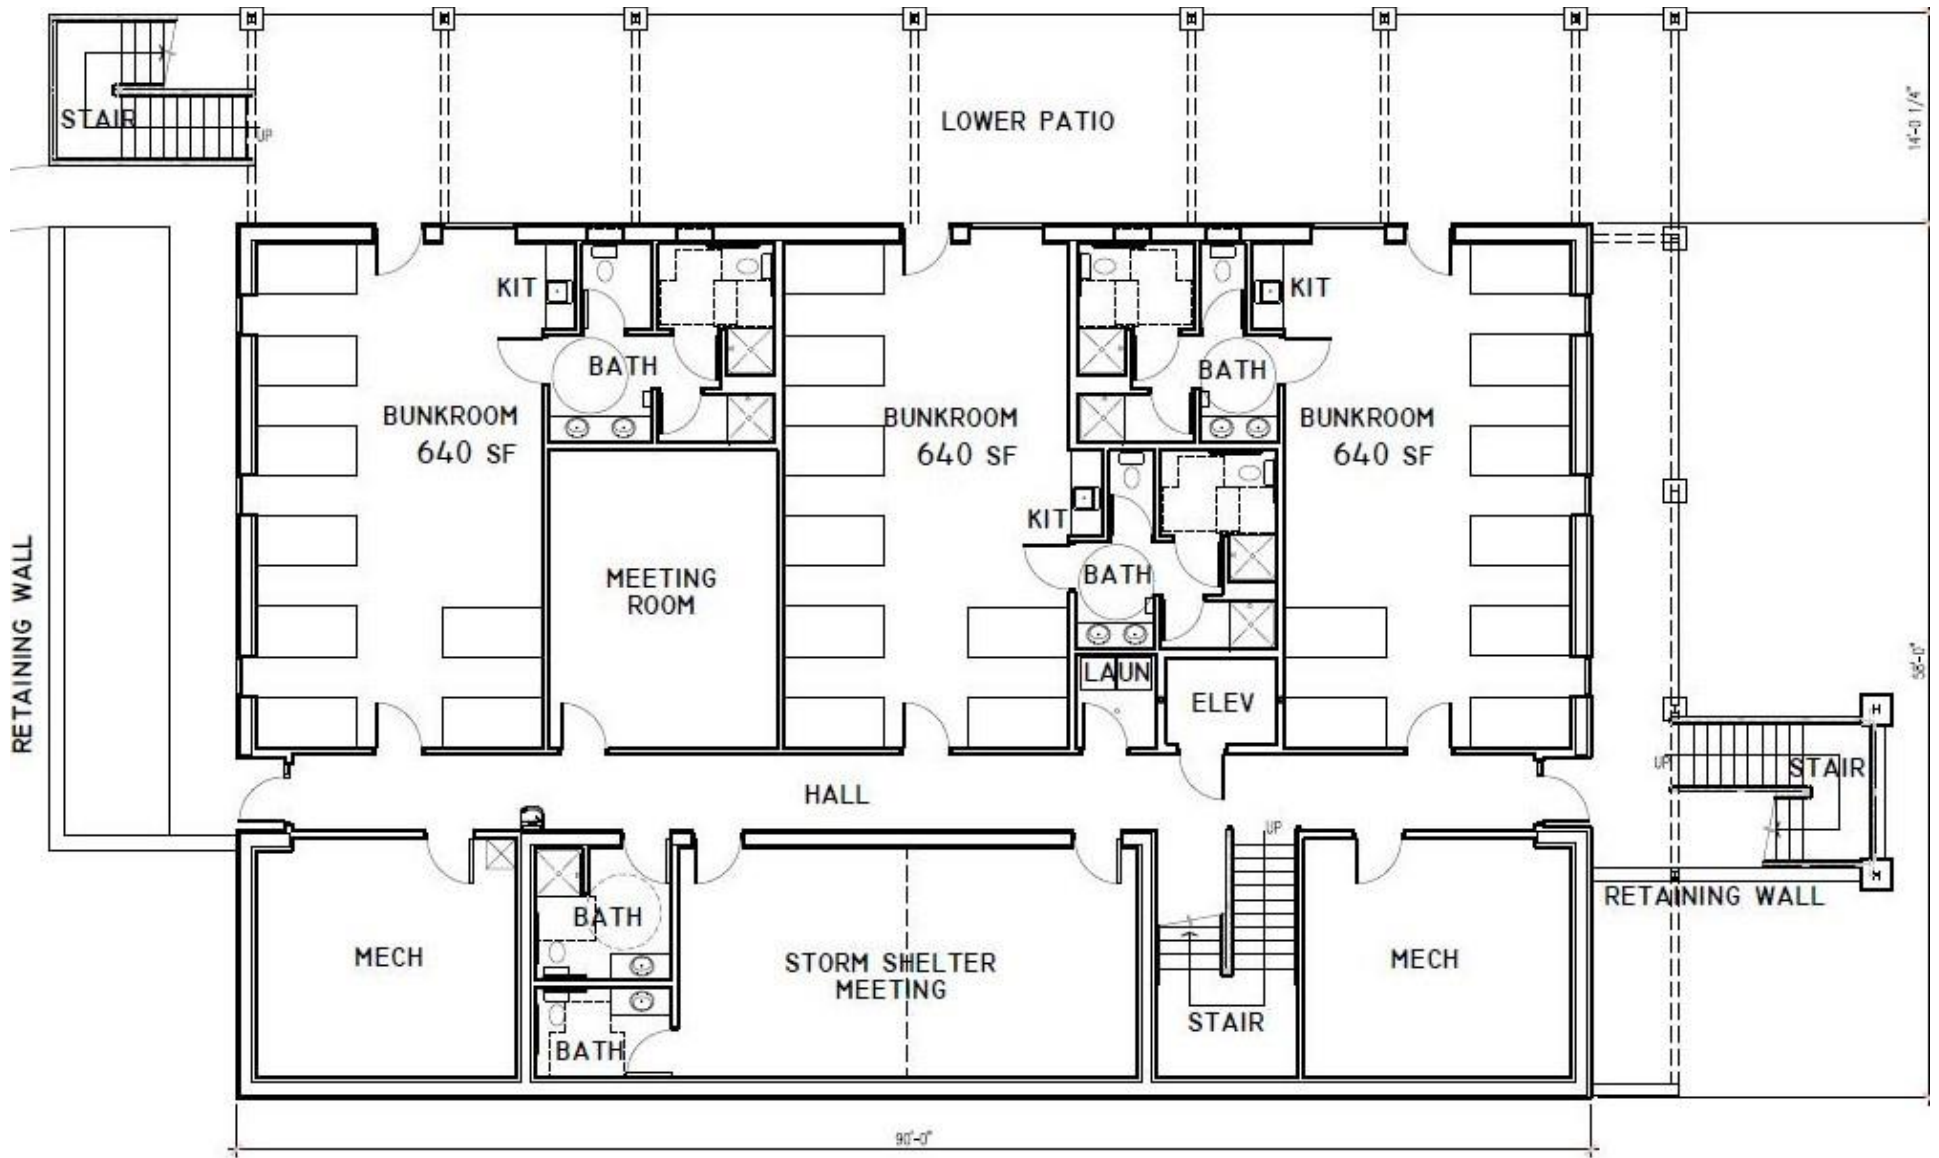 STAIR
UP
LOWER PATIO
14'-0 1/4"
KIT
KIT
BATH
BATH
BUNKROOM
640 SF
BUNKROOM
640 SF
BUNKROOM
640 SF
KIT
BATH
MEETING
ROOM
RETAINING WALL
58'-0"
LAUN
ELEV
HALL
UP
STAIR
UP
RETAINING WALL
BATH
MECH
STORM SHELTER
MEETING
MECH
STAIR
BATH
90'-0"